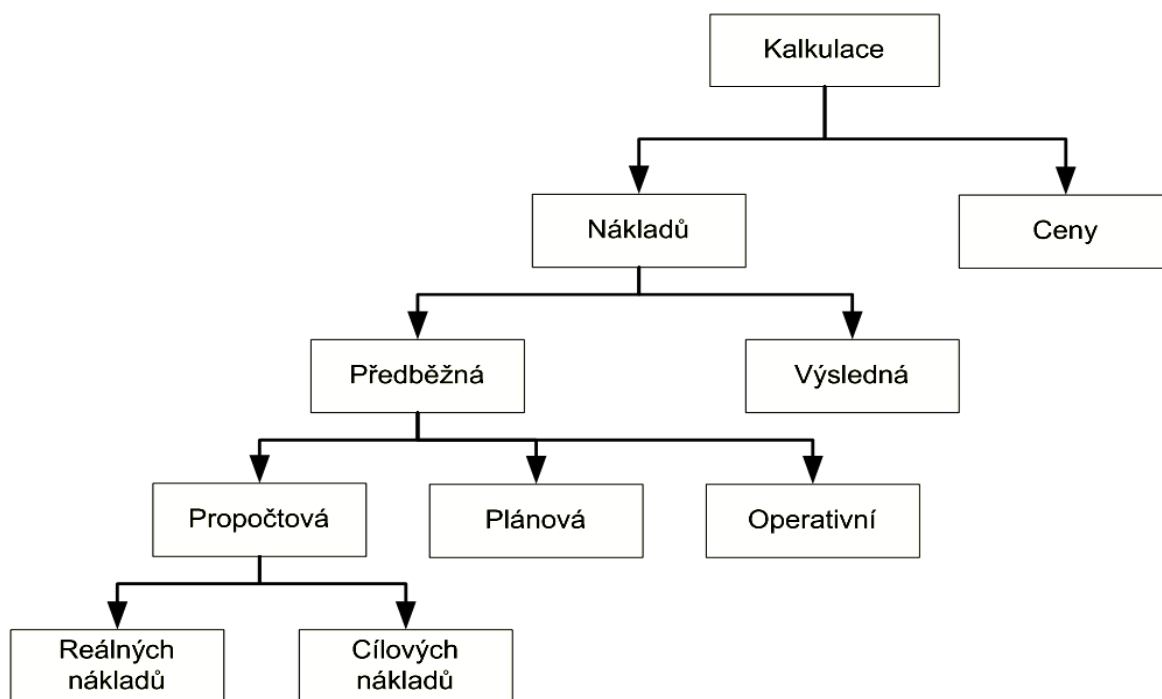 Kalkulace
Nákladů
Ceny
Předběžná
Výsledná
Propočtová
Plánová
Operativní
Reálných
nákladů
Cílových
nákladů